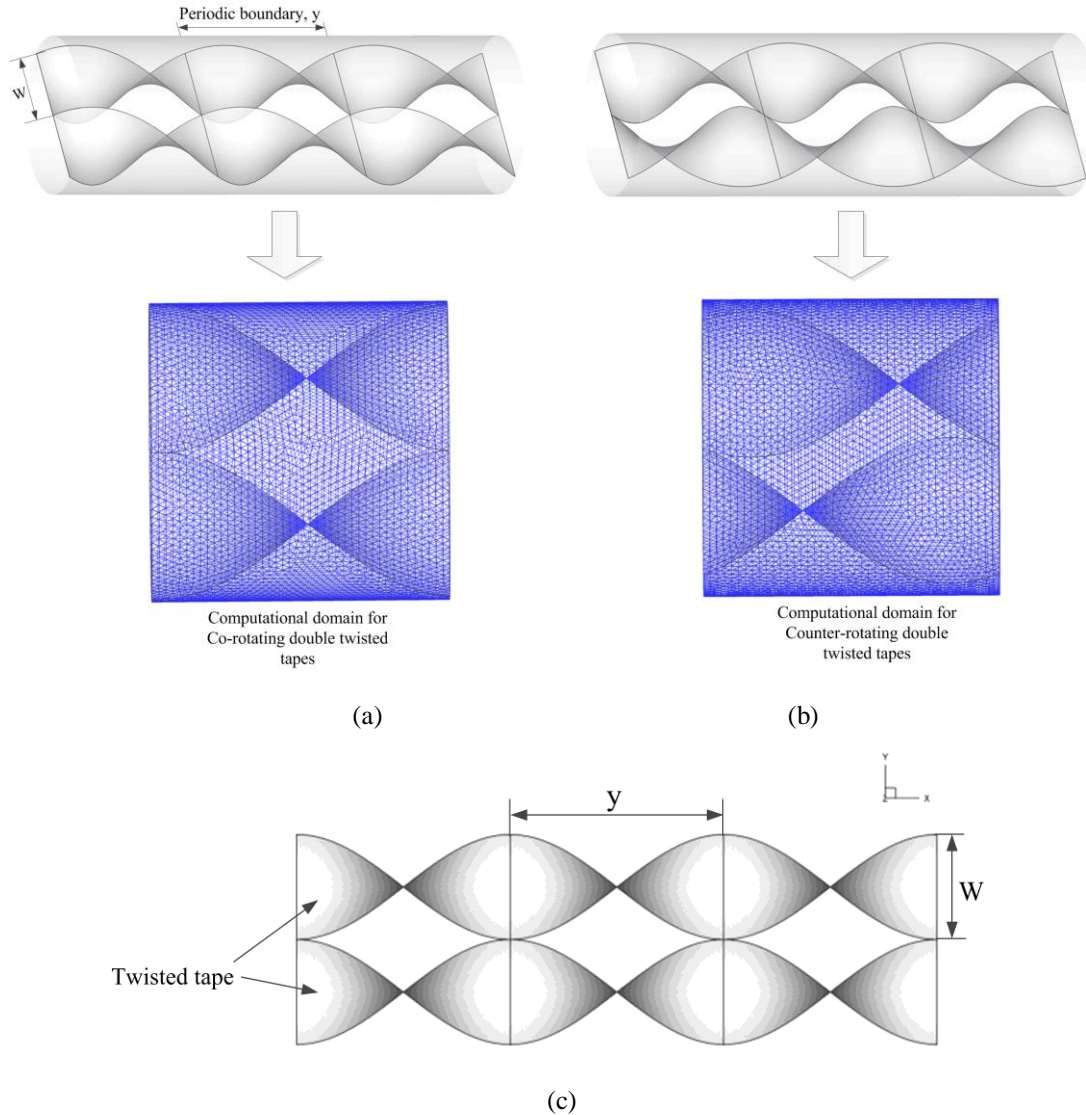 Periodic boundary, y
W
Computational domain for
Co-rotating double twisted
tapes
Computational domain for
Counter-rotating double
twisted tapes
(a)
(b)
Y
Z
X
y
W
Twisted tape
(c)